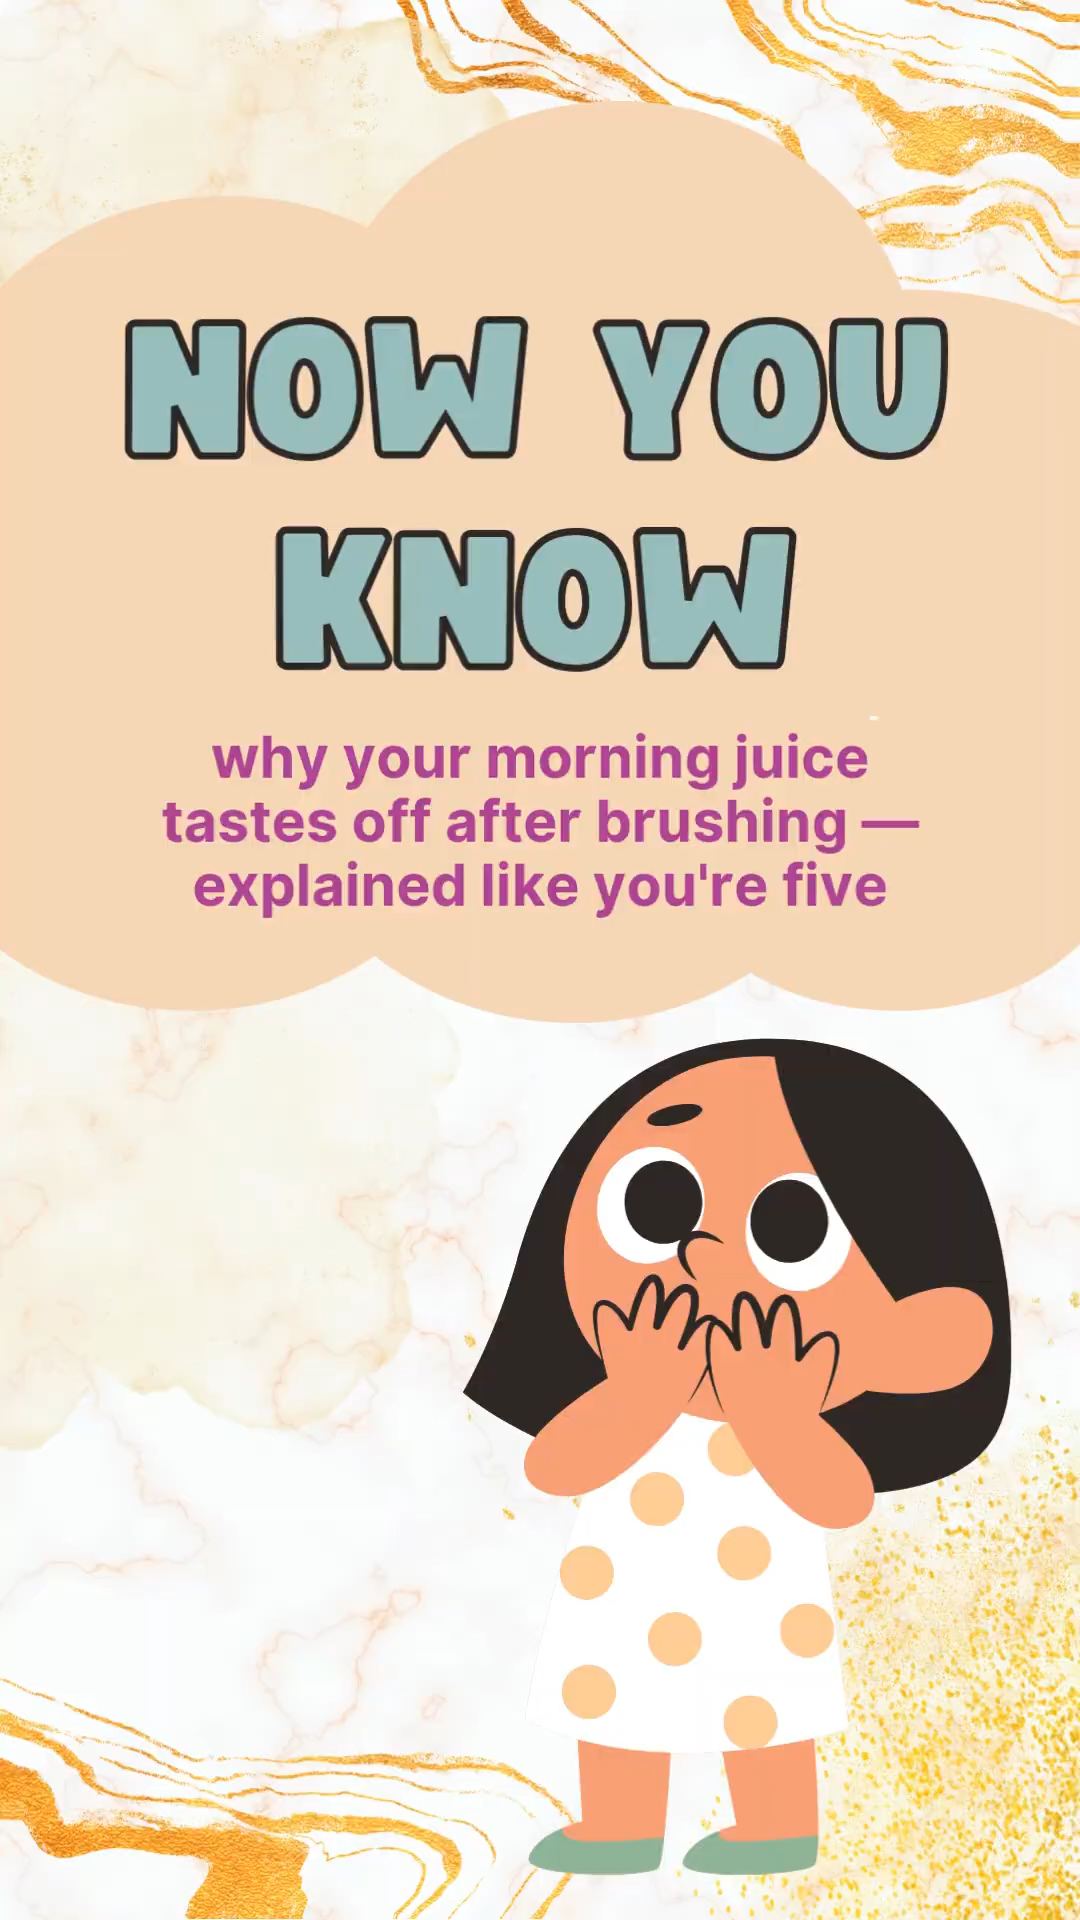 NOW YOU
KNOW
why your morning juice
tastes off after brushing —
explained like you're five